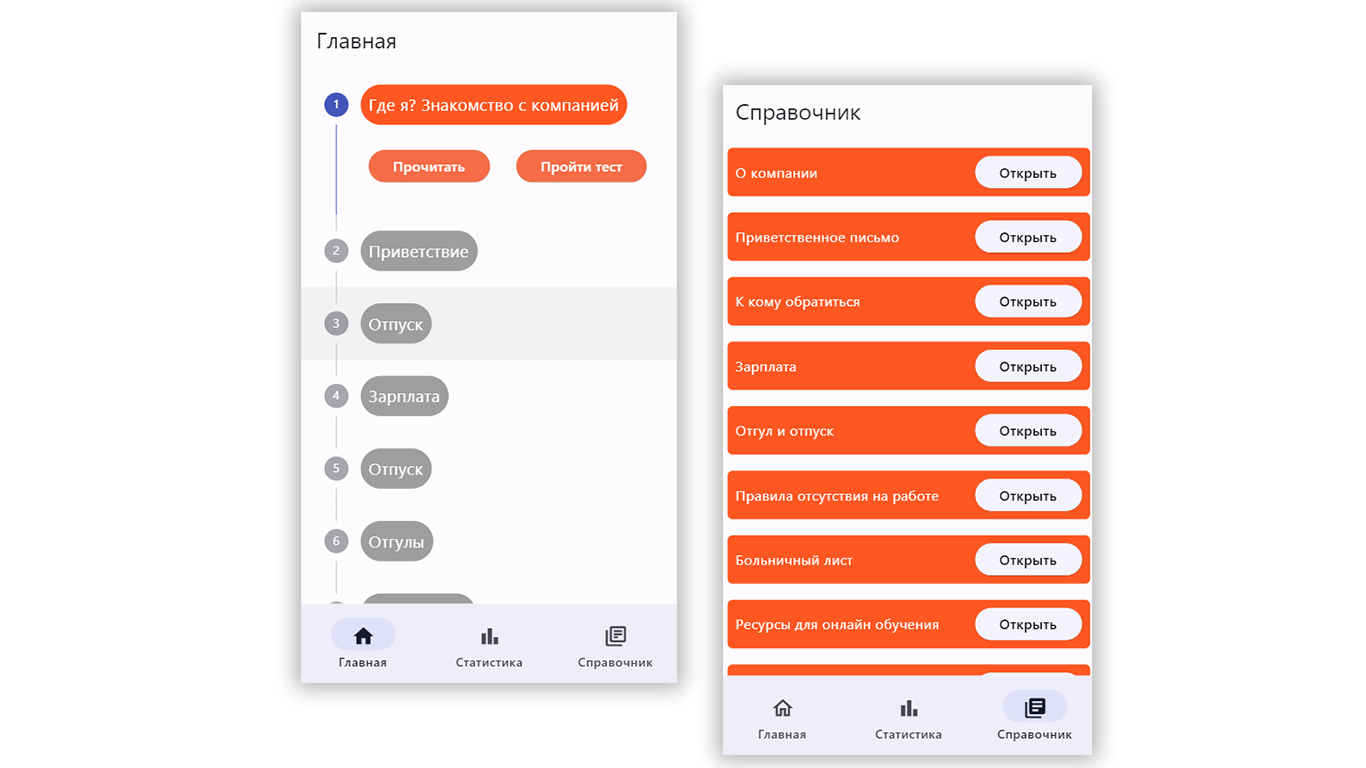 Главная
1
Где я? Знакомство с компанией
Прочитать
Пройти тест
2
Приветствие
3
Отпуск
4
Зарплата
5
Отпуск
6
Отгулы
Главная
Статистика
Справочник
Справочник
О компании
Открыть
Приветственное письмо
Открыть
К кому обратиться
Открыть
Зарплата
Открыть
Отгул и отпуск
Открыть
Правила отсутствия на работе
Открыть
Больничный лист
Открыть
Ресурсы для онлайн обучения
Открыть
Главная
Статистика
Справочник